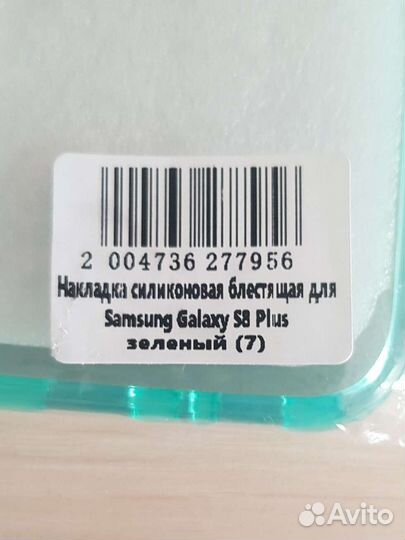 2 004736 277956
Накладка силиконовая блестящая для
Samsung Galaxy S8 Plus
зеленый (7)
Avito